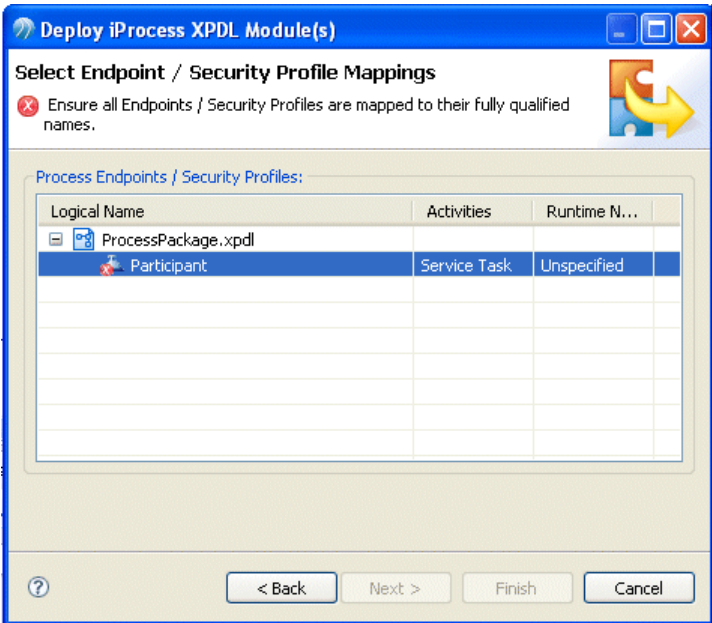 Deploy iProcess XPDL Module(s)
Select Endpoint / Security Profile Mappings
Ensure all Endpoints / Security Profiles are mapped to their fully qualified
names.
Process Endpoints / Security Profiles:
Logical Name Activities Runtime N...
ProcessPackage.xpdl
Participant Service Task Unspecified
? < Back Next > Finish Cancel